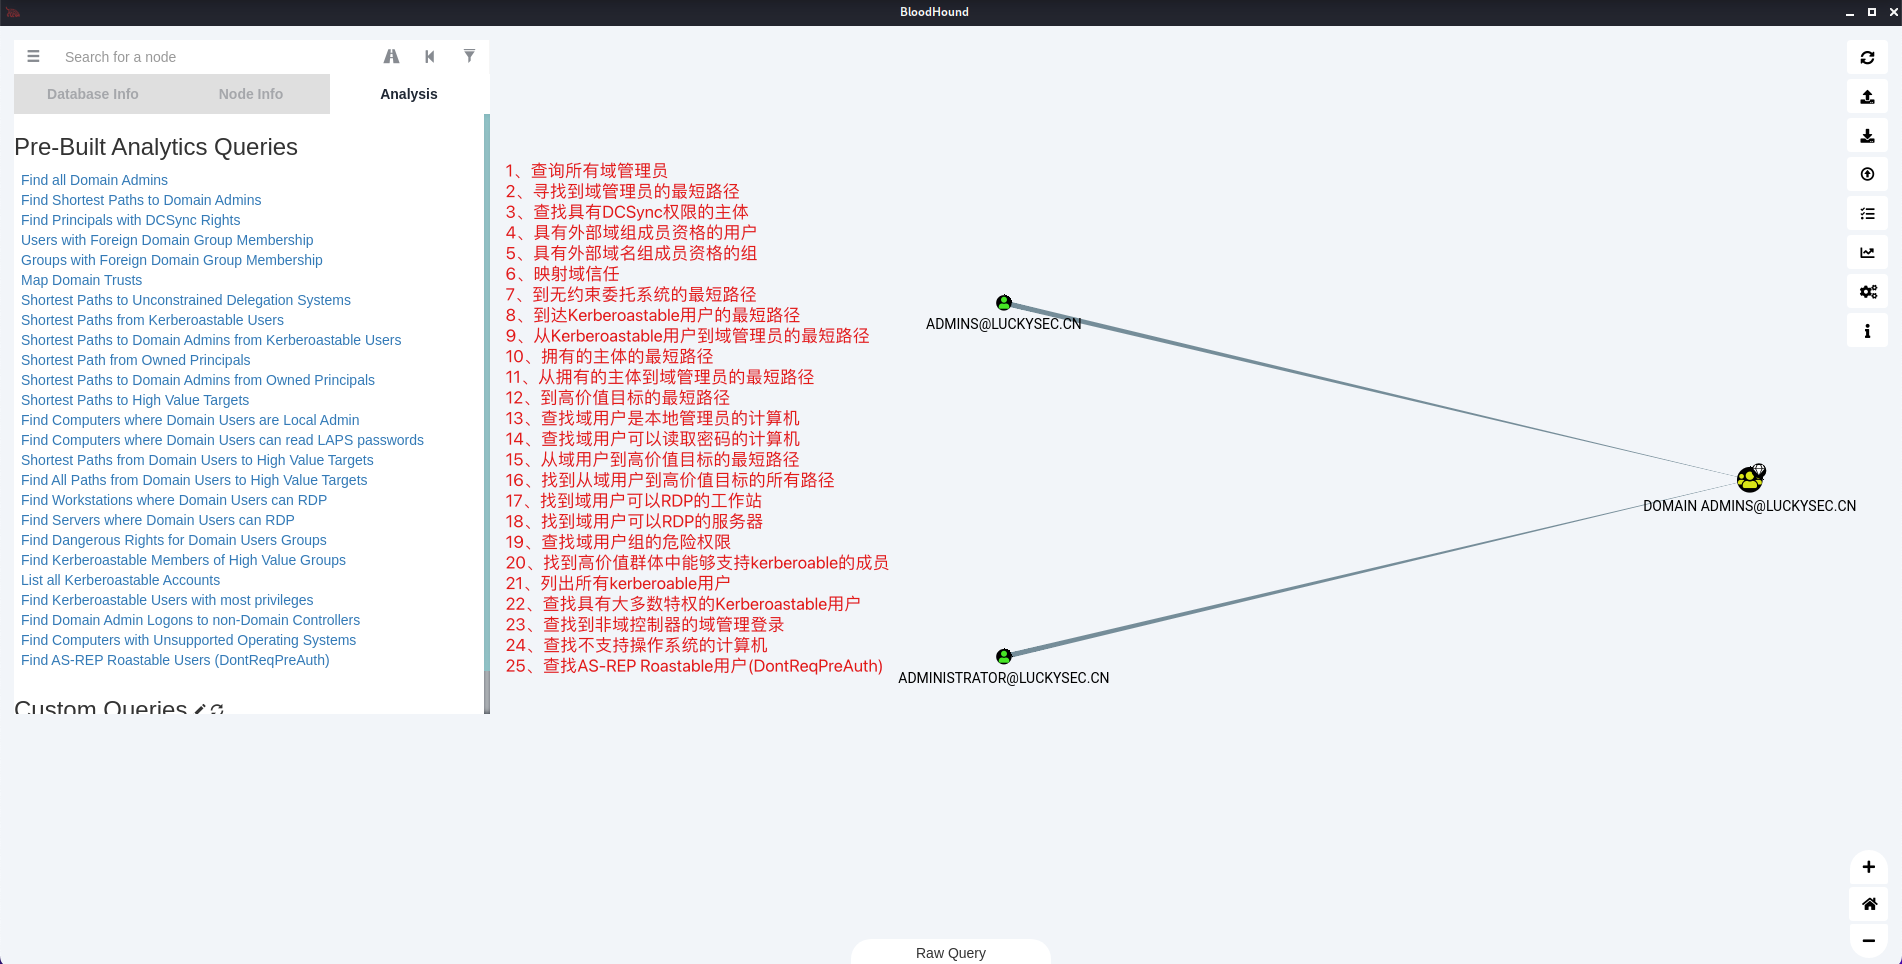 BloodHound
Search for a node
Database Info
Node Info
Analysis
Pre-Built Analytics Queries
Find all Domain Admins
Find Shortest Paths to Domain Admins
Find Principals with DCSync Rights
Users with Foreign Domain Group Membership
Groups with Foreign Domain Group Membership
Map Domain Trusts
Shortest Paths to Unconstrained Delegation Systems
Shortest Paths from Kerberoastable Users
Shortest Paths to Domain Admins from Kerberoastable Users
Shortest Path from Owned Principals
Shortest Paths to Domain Admins from Owned Principals
Shortest Paths to High Value Targets
Find Computers where Domain Users are Local Admin
Find Computers where Domain Users can read LAPS passwords
Shortest Paths from Domain Users to High Value Targets
Find All Paths from Domain Users to High Value Targets
Find Workstations where Domain Users can RDP
Find Servers where Domain Users can RDP
Find Dangerous Rights for Domain Users Groups
Find Kerberoastable Members of High Value Groups
List all Kerberoastable Accounts
Find Kerberoastable Users with most privileges
Find Domain Admin Logons to non-Domain Controllers
Find Computers with Unsupported Operating Systems
Find AS-REP Roastable Users (DontReqPreAuth)
Custom Queries
1、查询所有域管理员
2、寻找到域管理员的最短路径
3、查找具有DCSync权限的主体
4、具有外部域组成员资格的用户
5、具有外部域名组成员资格的组
6、映射域信任
7、到无约束委托系统的最短路径
8、到达Kerberoastable用户的最短路径
9、从Kerberoastable用户到域管理员的最短路径
10、拥有的主体的最短路径
11、从拥有的主体到域管理员的最短路径
12、到高价值目标的最短路径
13、查找域用户是本地管理员的计算机
14、查找域用户可以读取密码的计算机
15、从域用户到高价值目标的最短路径
16、找到从域用户到高价值目标的所有路径
17、找到域用户可以RDP的工作站
18、找到域用户可以RDP的服务器
19、查找域用户组的危险权限
20、找到高价值群体中能够支持kerberoable的成员
21、列出所有kerberoable用户
22、查找具有大多数特权的Kerberoastable用户
23、查找到非域控制器的域管理登录
24、查找不支持操作系统的计算机
25、查找AS-REP Roastable用户(DontReqPreAuth)
ADMINS@LUCKYSEC.CN
DOMAIN ADMINS@LUCKYSEC.CN
ADMINISTRATOR@LUCKYSEC.CN
Raw Query